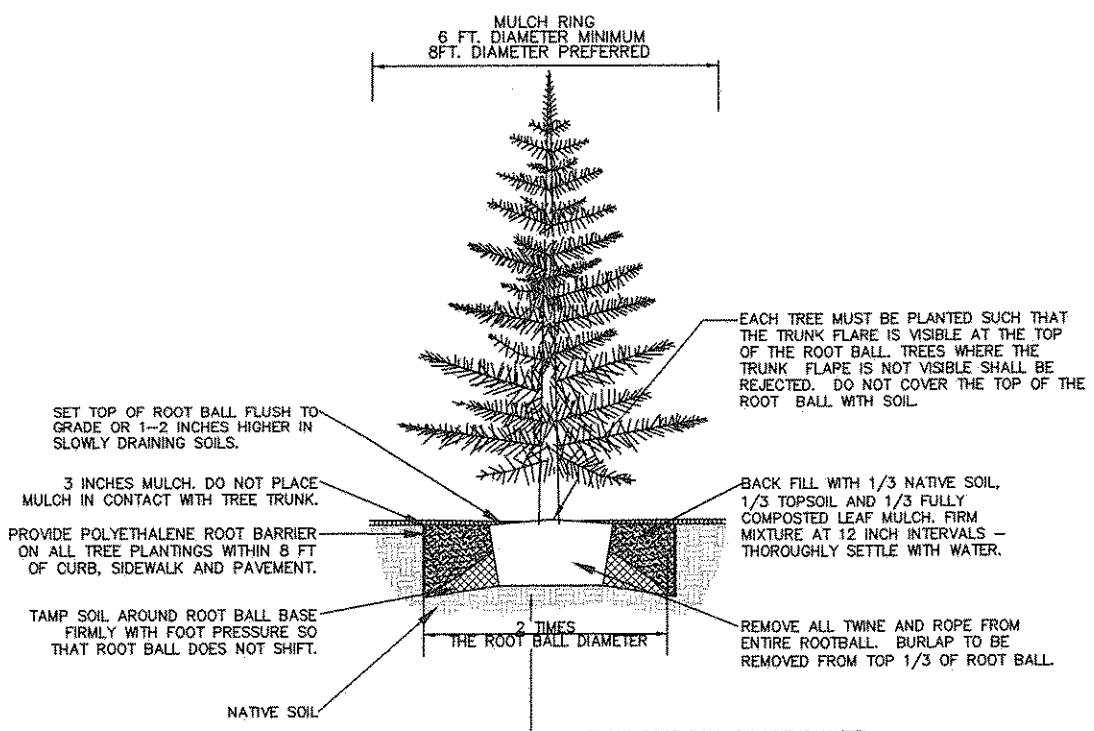 MULCH RING
6 FT. DIAMETER MINIMUM
8FT. DIAMETER PREFERRED
EACH TREE MUST BE PLANTED SUCH THAT
THE TRUNK FLARE IS VISIBLE AT THE TOP
OF THE ROOT BALL. TREES WHERE THE
TRUNK FLAPE IS NOT VISIBLE SHALL BE
REJECTED. DO NOT COVER THE TOP OF THE
ROOT BALL WITH SOIL.
SET TOP OF ROOT BALL FLUSH TO
GRADE OR 1-2 INCHES HIGHER IN
SLOWLY DRAINING SOILS.
3 INCHES MULCH. DO NOT PLACE
MULCH IN CONTACT WITH TREE TRUNK.
PROVIDE POLYETHALENE ROOT BARRIER
ON ALL TREE PLANTINGS WITHIN 8 FT
OF CURB, SIDEWALK AND PAVEMENT.
TAMP SOIL AROUND ROOT BALL BASE
FIRMLY WITH FOOT PRESSURE SO
THAT ROOT BALL DOES NOT SHIFT.
NATIVE SOIL
BACK FILL WITH 1/3 NATIVE SOIL,
1/3 TOPSOIL AND 1/3 FULLY
COMPOSTED LEAF MULCH. FIRM
MIXTURE AT 12 INCH INTERVALS -
THOROUGHLY SETTLE WITH WATER.
REMOVE ALL TWINE AND ROPE FROM
ENTIRE ROOTBALL. BURLAP TO BE
REMOVED FROM TOP 1/3 OF ROOT BALL.
2 TIMES
THE ROOT BALL DIAMETER